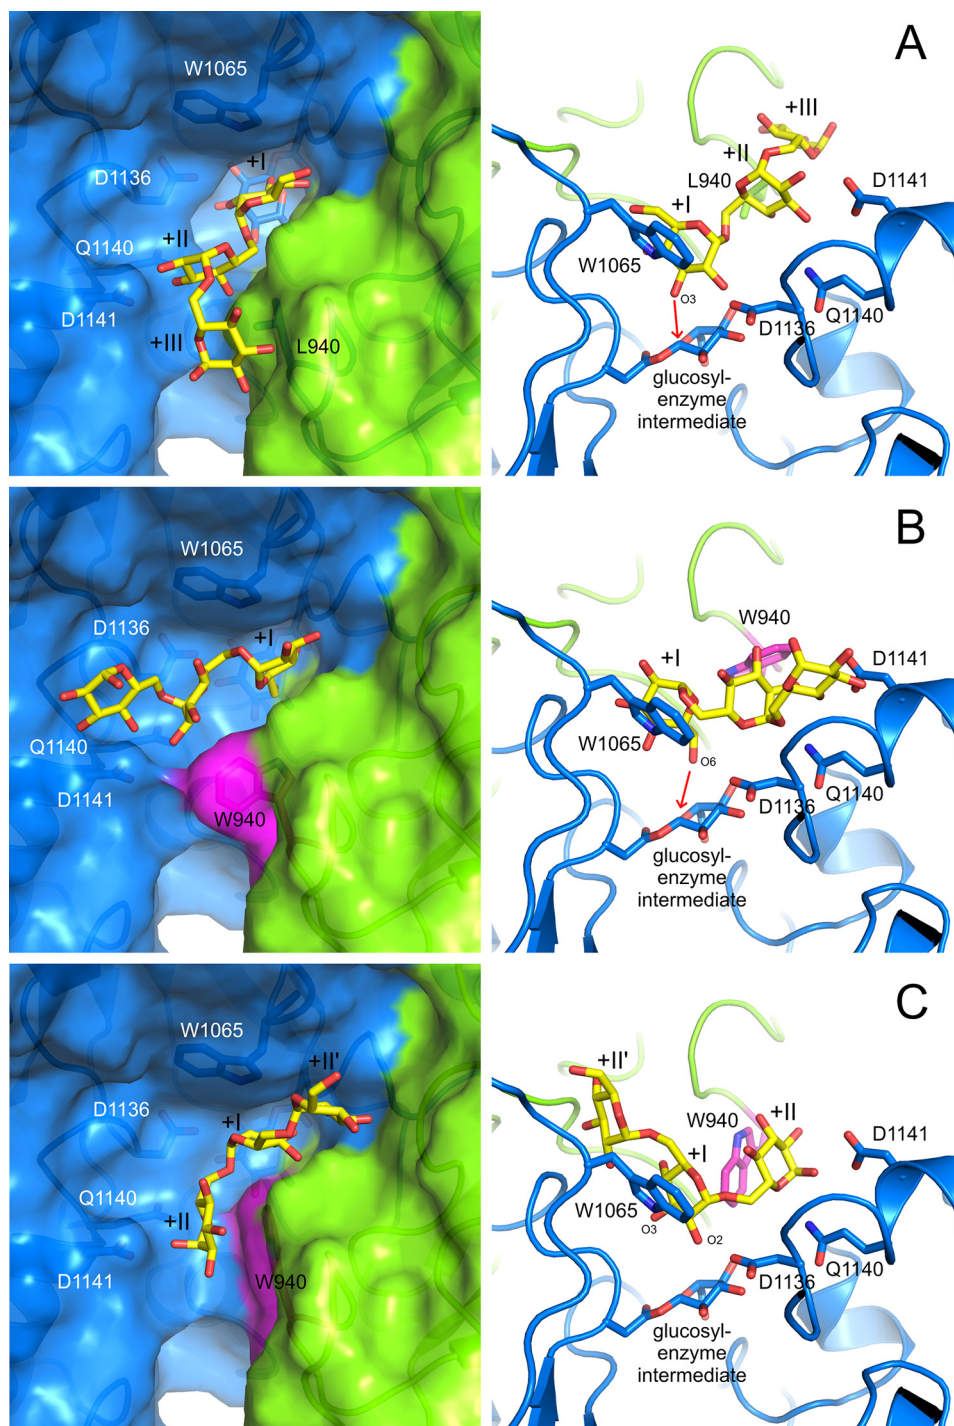 A
W1065
+I
D1136
+II
Q1140
D1141
+III
L940
+III
+II
L940
D1141
+I
W1065
O3
D1136
Q1140
glucosyl-
enzyme
intermediate
B
W1065
D1136
+I
Q1140
D1141
W940
W940
+I
D1141
W1065
O6
D1136
Q1140
glucosyl-
enzyme
intermediate
C
W1065
+II'
D1136
+I
Q1140
+II
D1141
W940
+II'
W940
+II
D1141
+I
W1065
O3
O2
D1136
Q1140
glucosyl-
enzyme
intermediate